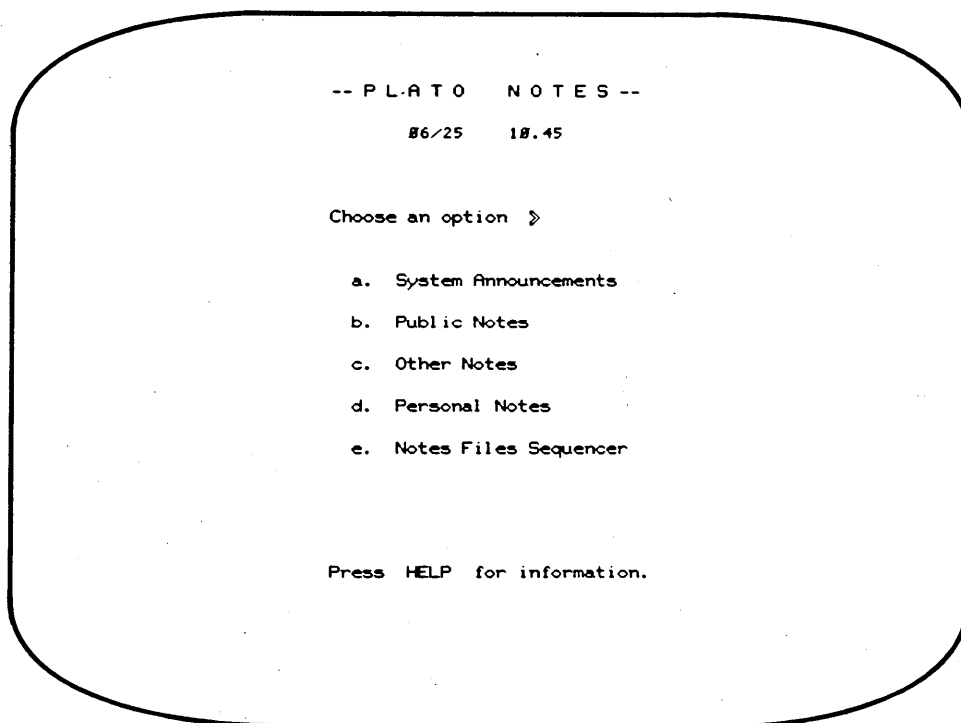 -- P L A T O   N O T E S --
06/25   10.45
Choose an option ⟫
a. System Announcements
b. Public Notes
c. Other Notes
d. Personal Notes
e. Notes Files Sequencer
Press HELP for information.